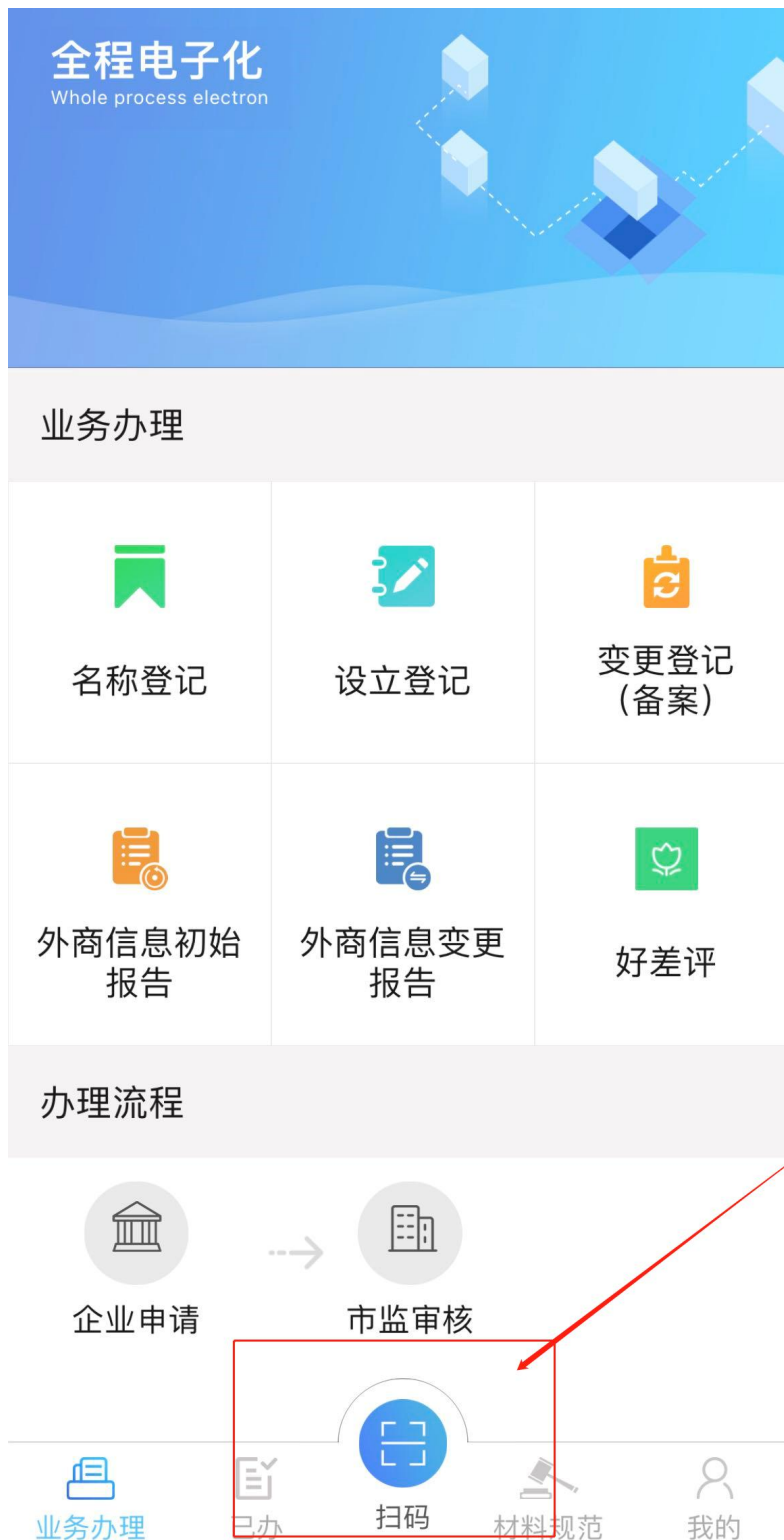 全程电子化
Whole process electron
业务办理
名称登记
设立登记
变更登记
（备案）
外商信息初始
报告
外商信息变更
报告
好差评
办理流程
企业申请
市监审核
业务办理
已办
扫码
材料规范
我的